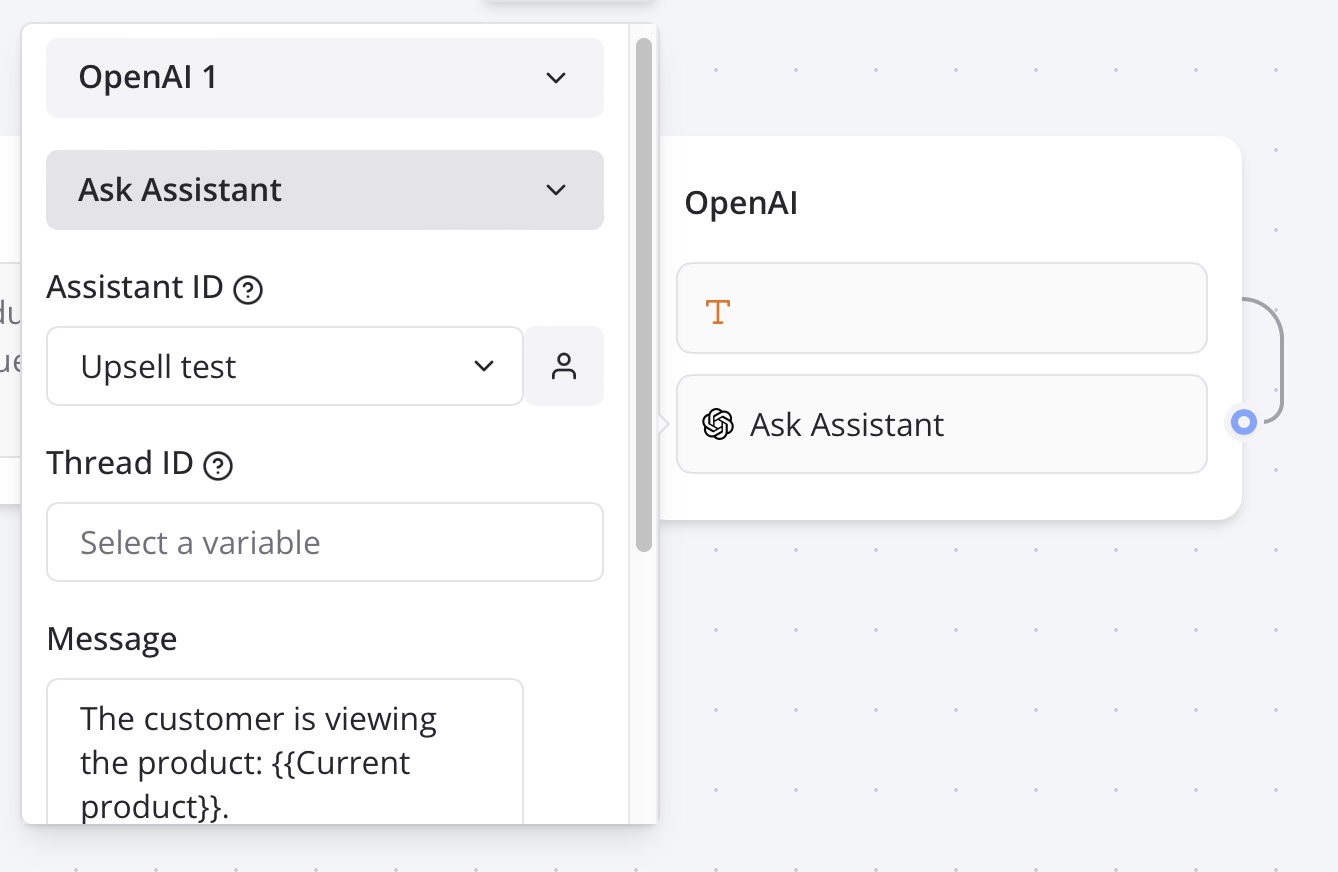 OpenAI 1
Ask Assistant
Assistant ID
Upsell test
Thread ID
Select a variable
Message
The customer is viewing
the product: {{Current
product}}.
OpenAI
Ask Assistant